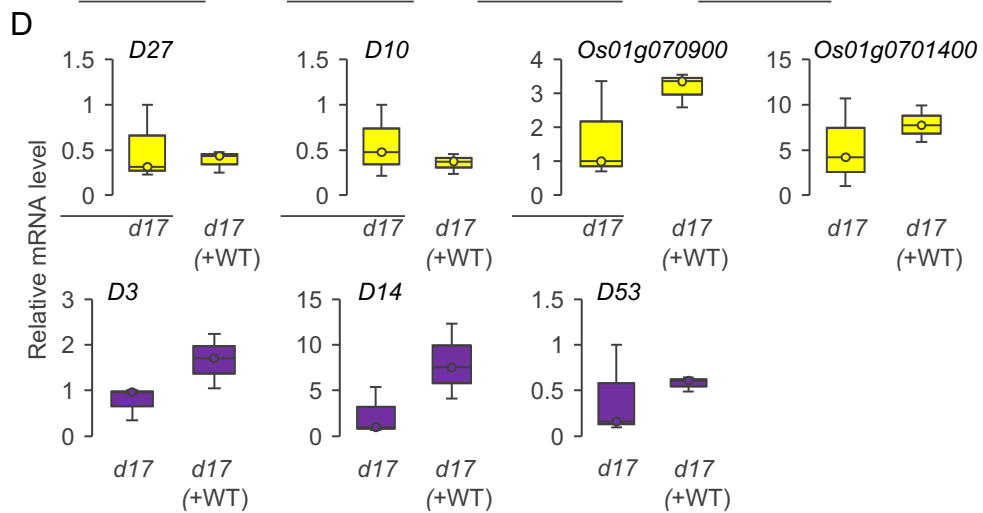 D
D27
D10
Os01g070900
Os01g0701400
Relative mRNA level
1.5
1
0.5
0
d17
d17
(+WT)
1.5
1
0.5
0
d17
d17
(+WT)
4
3
2
1
0
d17
d17
(+WT)
15
10
5
0
d17
d17
(+WT)
D3
D14
D53
3
2
1
0
d17
d17
(+WT)
15
10
5
0
d17
d17
(+WT)
1.5
1
0.5
0
d17
d17
(+WT)